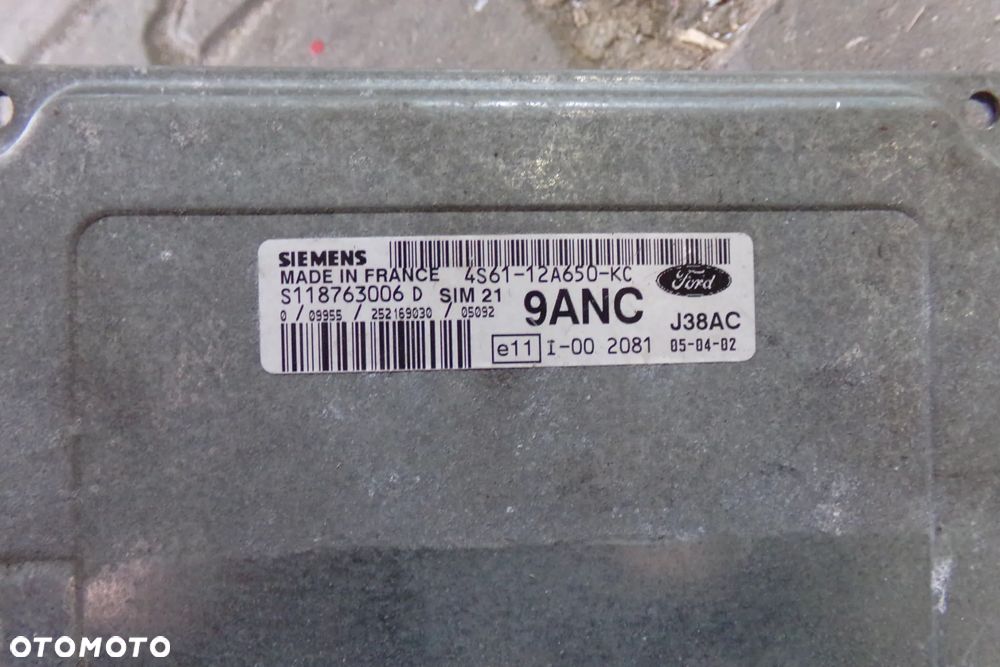 SIEMENS
MADE IN FRANCE 4S61-12A650-KC
S118763006 D SIM 21 9ANC Ford
0 / 09955 / 252169030 / 05092 J38AC
e11 I-00 2081 05-04-02
OTOMOTO